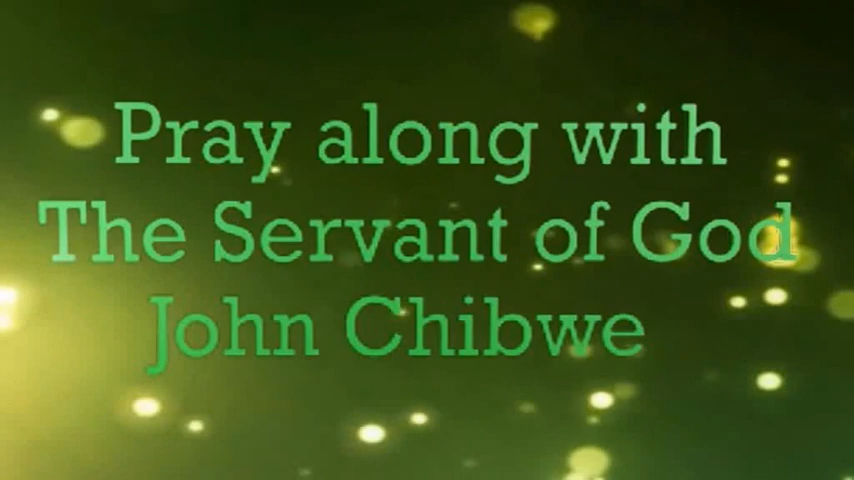 Pray along with
The Servant of God
John Chibwe